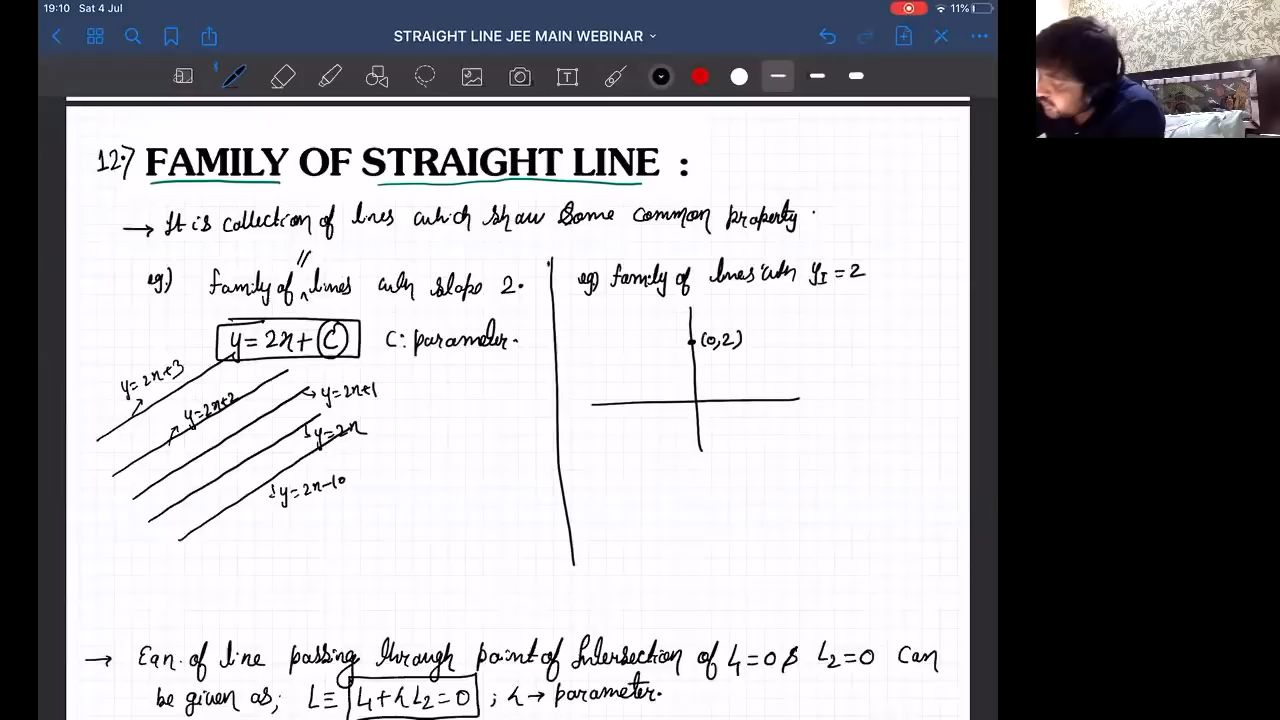 19:10 Sat 4 Jul
11%
STRAIGHT LINE JEE MAIN WEBINAR
T
12.7 FAMILY OF STRAIGHT LINE :
→ It is collection of lines which show some common property.
eg.) family of // lines with slope 2.
y = 2x + C C: parameter.
y=2x+3
y=2x+2
y=2x+1
y=2x
y=2x-10
eg) family of lines with yI = 2
(0,2)
→ Eqn. of line passing through point of Intersection of L1=0 & L2=0 can
be given as; L ≡ L1+λL2=0 ; λ → parameter.